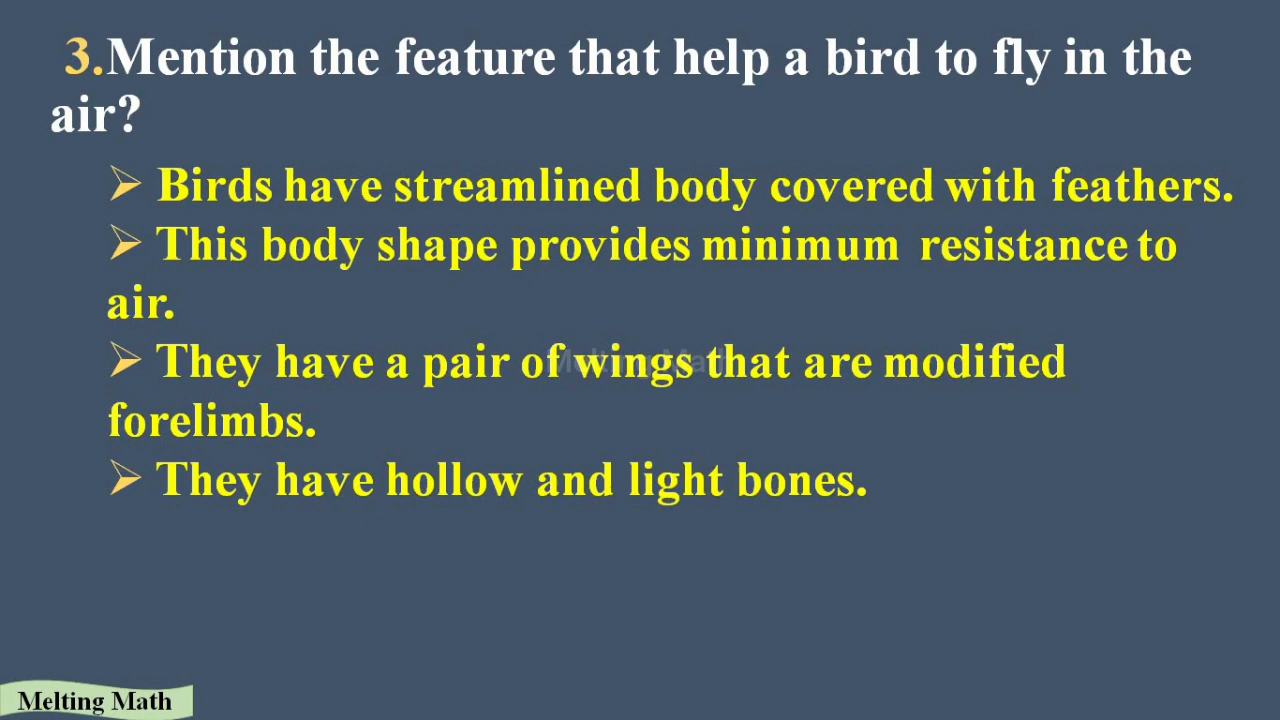 3.Mention the feature that help a bird to fly in the
air?
➢ Birds have streamlined body covered with feathers.
➢ This body shape provides minimum resistance to
air.
➢ They have a pair of wings that are modified
forelimbs.
➢ They have hollow and light bones.
Melting Math
Melting Math